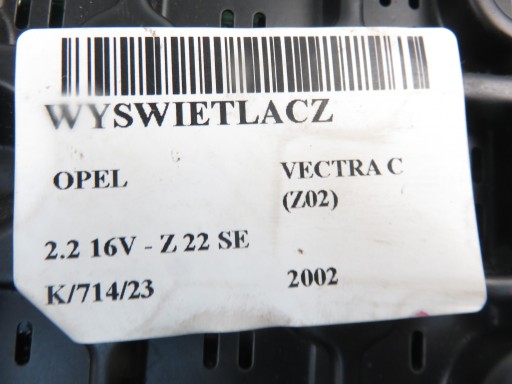 WYSWIETLACZ
OPEL
VECTRA C
(Z02)
2.2 16V - Z 22 SE
K/714/23
2002